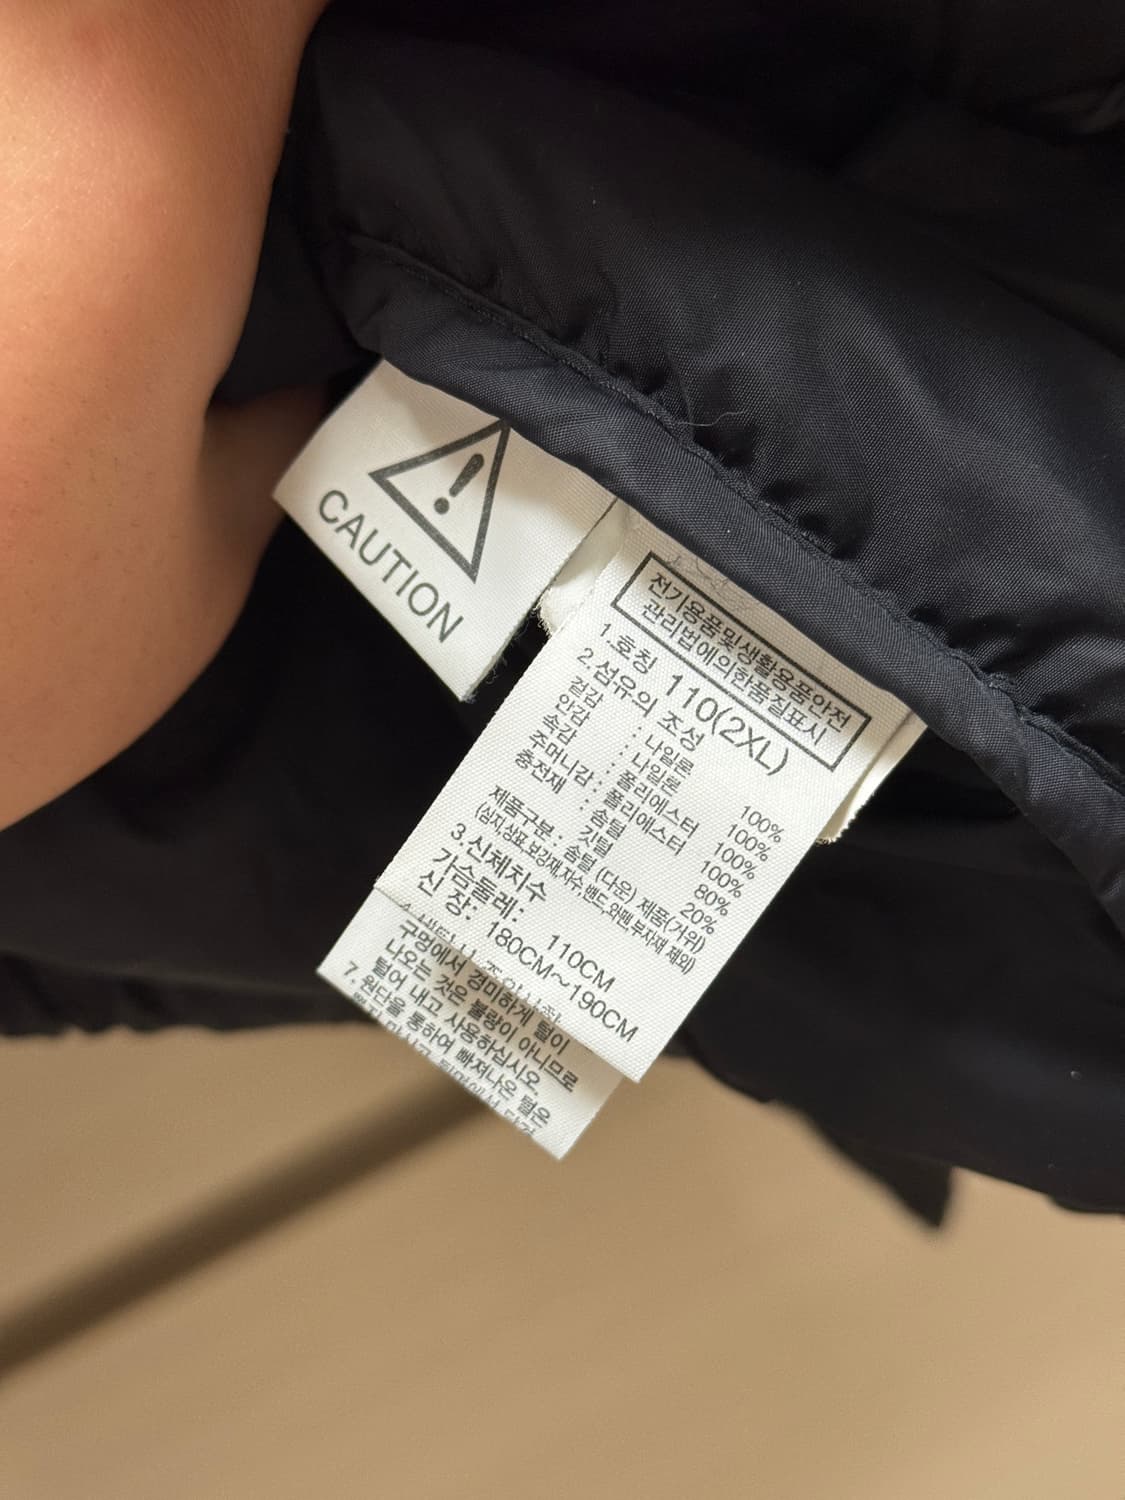 CAUTION
전기용품및생활용품안전
관리법에의한품질표시
1.호칭 110(2XL)
2.섬유의 조성
겉감 : 나일론 100%
안감 : 나일론 100%
속감 : 폴리에스터 100%
주머니감 : 폴리에스터 100%
충전재 : 솜털 80%
깃털 20%
제품구분 : 솜털 (다운) 제품(거위)
(심지,상표,보강재,자수,밴드,와펜,부자재 제외)
3.신체치수
가슴둘레: 110CM
신 장: 180CM~190CM
구멍에서 경미하게 털이
나오는 것은 불량이 아니므로
털어 내고 사용하십시오.
7. 원단을 통하여 빠져나온 털은